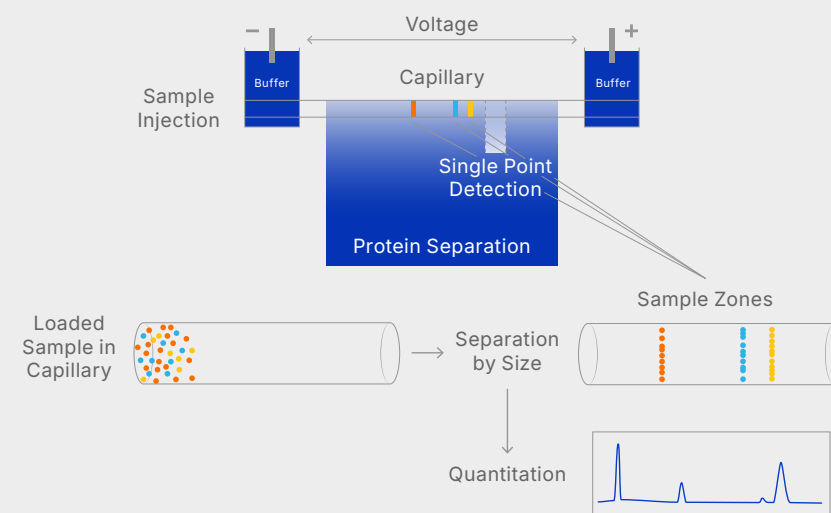 Voltage
−
+
Buffer
Capillary
Buffer
Sample
Injection
Single Point
Detection
Protein Separation
Sample Zones
Loaded
Sample in
Capillary
Separation
by Size
Quantitation